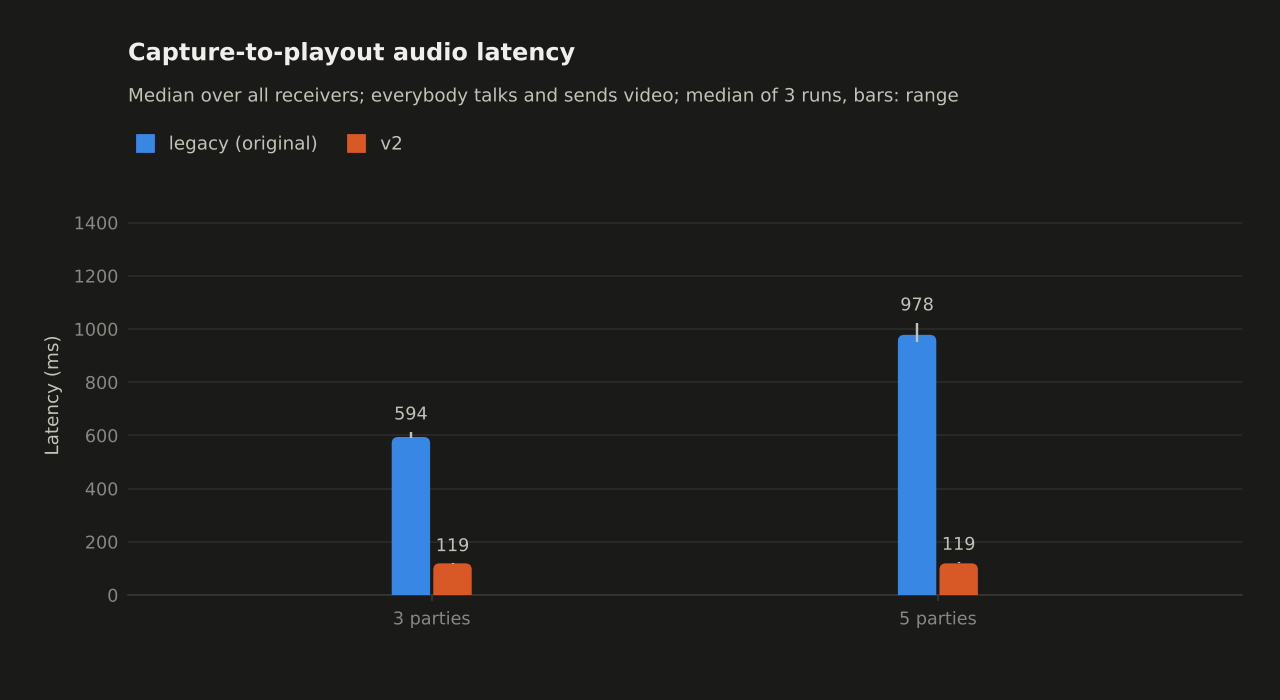 Capture-to-playout audio latency
Median over all receivers; everybody talks and sends video; median of 3 runs, bars: range
legacy (original) v2
1400
1200
1000
800
600
400
200
0
Latency (ms)
978
594
119
119
3 parties
5 parties